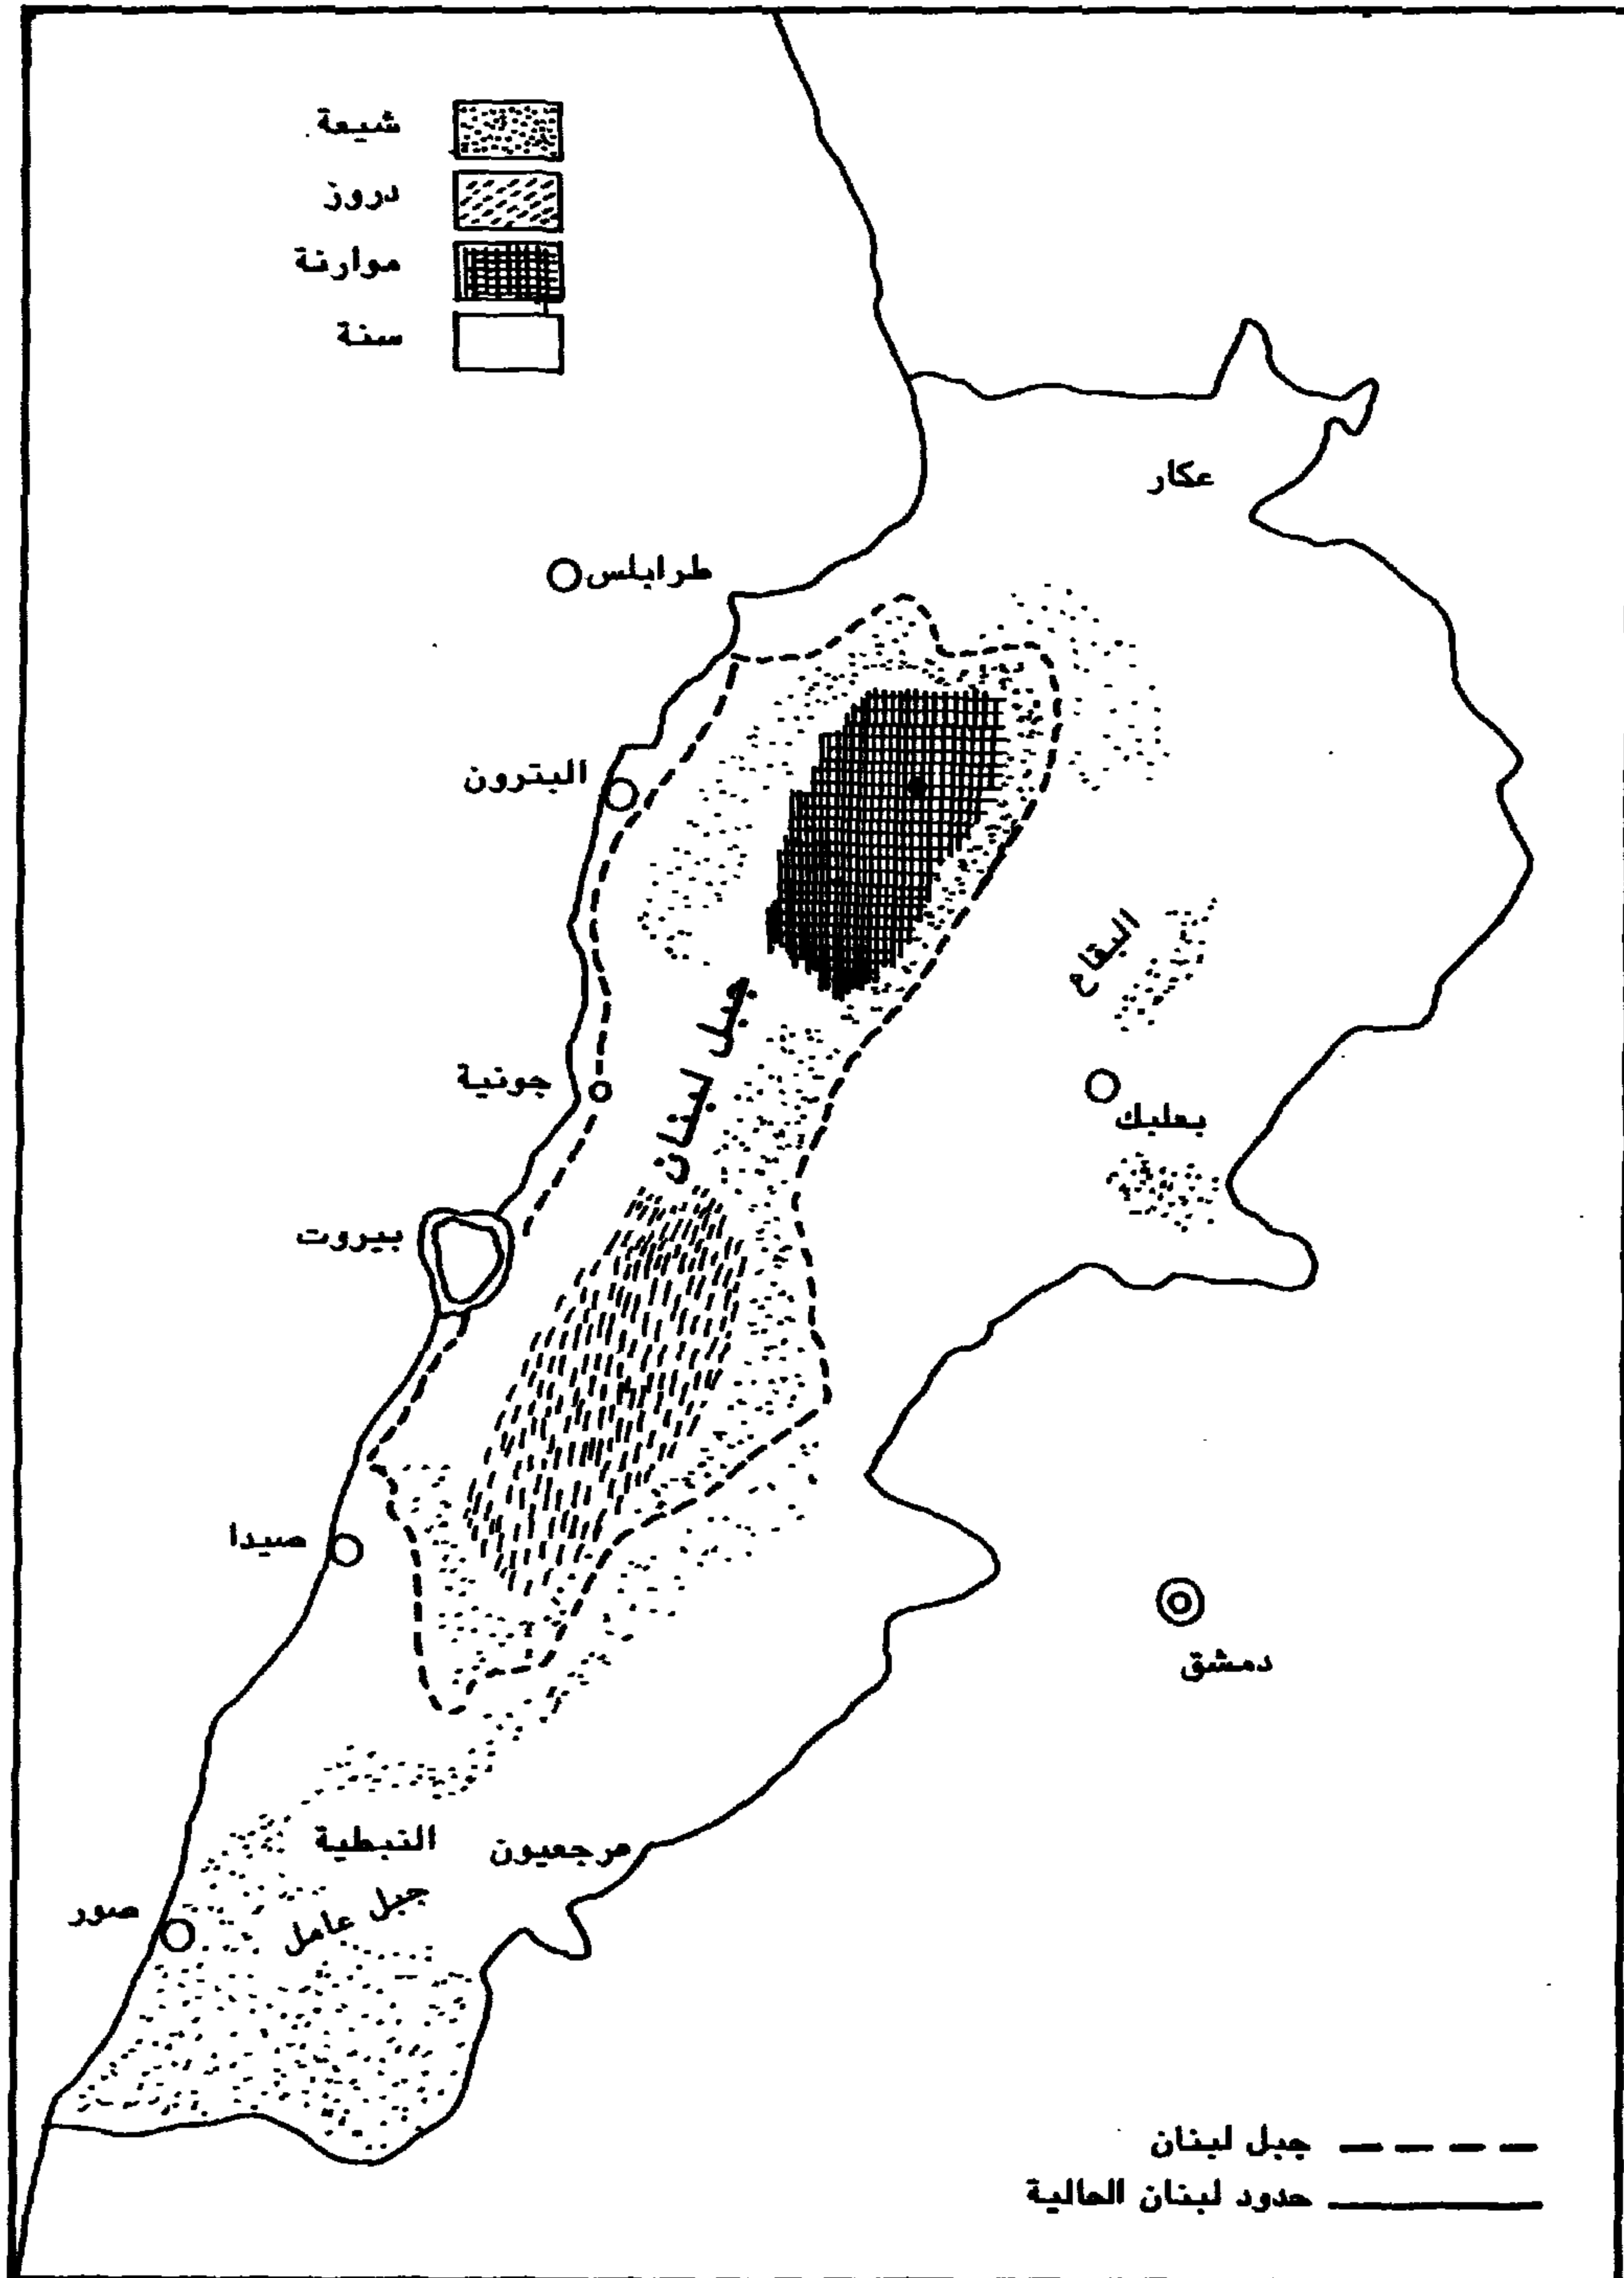 شيعة
دروز
موارنة
سنة
عكار
طرابلس
البترون
البقاع
جبل لبنان
جونية
بعلبك
بيروت
صيدا
دمشق
النبطية
مرجعيون
جبل عامل
صور
جبل لبنان
حدود لبنان الحالية